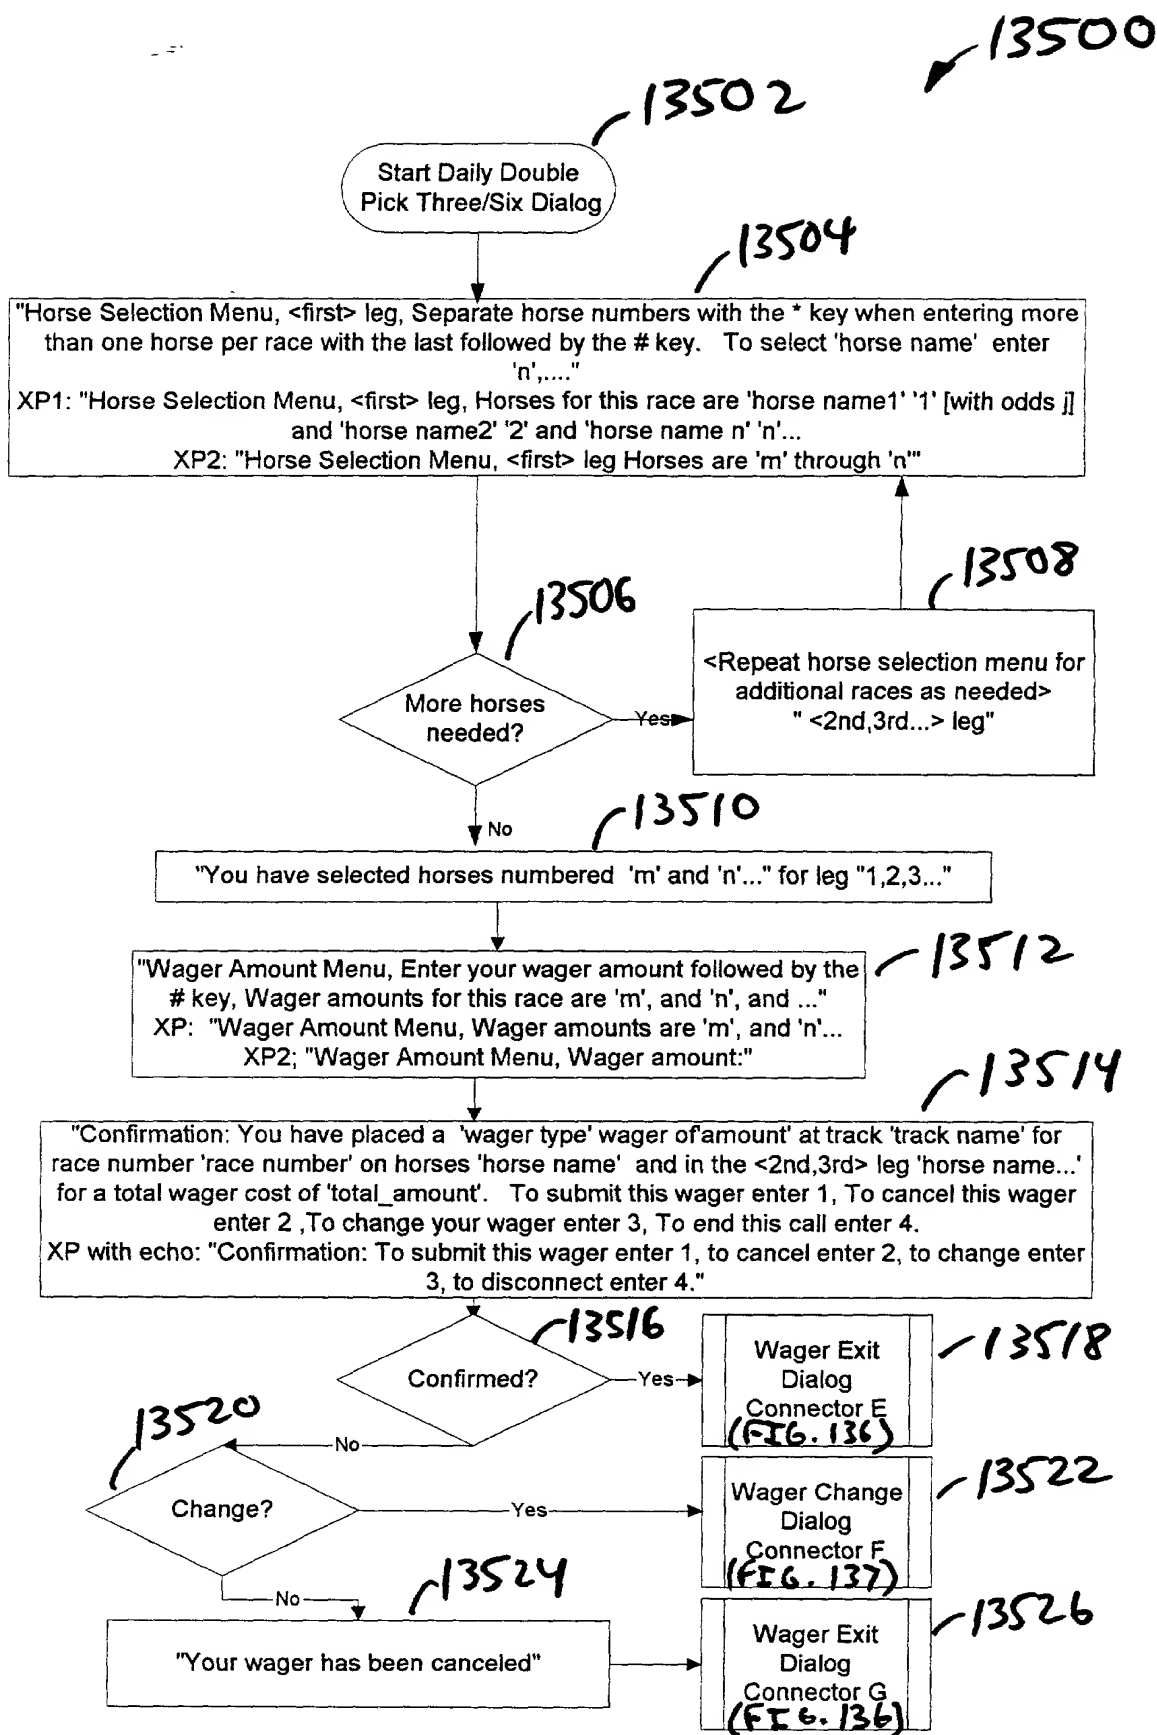 13500
13502
Start Daily Double
Pick Three/Six Dialog
13504
"Horse Selection Menu, <first> leg, Separate horse numbers with the * key when entering more
than one horse per race with the last followed by the # key. To select 'horse name' enter
'n',...."
XP1: "Horse Selection Menu, <first> leg, Horses for this race are 'horse name1' '1' [with odds j]
and 'horse name2' '2' and 'horse name n' 'n'...
XP2: "Horse Selection Menu, <first> leg Horses are 'm' through 'n'"
13506
More horses
needed?
Yes
13508
<Repeat horse selection menu for
additional races as needed>
" <2nd,3rd...> leg"
No
13510
"You have selected horses numbered 'm' and 'n'..." for leg "1,2,3..."
13512
"Wager Amount Menu, Enter your wager amount followed by the
# key, Wager amounts for this race are 'm', and 'n', and ..."
XP: "Wager Amount Menu, Wager amounts are 'm', and 'n'...
XP2; "Wager Amount Menu, Wager amount:"
13514
"Confirmation: You have placed a 'wager type' wager of'amount' at track 'track name' for
race number 'race number' on horses 'horse name' and in the <2nd,3rd> leg 'horse name...'
for a total wager cost of 'total_amount'. To submit this wager enter 1, To cancel this wager
enter 2 ,To change your wager enter 3, To end this call enter 4.
XP with echo: "Confirmation: To submit this wager enter 1, to cancel enter 2, to change enter
3, to disconnect enter 4."
13516
Confirmed?
Yes
13518
Wager Exit
Dialog
Connector E
(FIG. 136)
No
13520
Change?
Yes
13522
Wager Change
Dialog
Connector F
(FIG. 137)
No
13524
"Your wager has been canceled"
13526
Wager Exit
Dialog
Connector G
(FIG. 136)